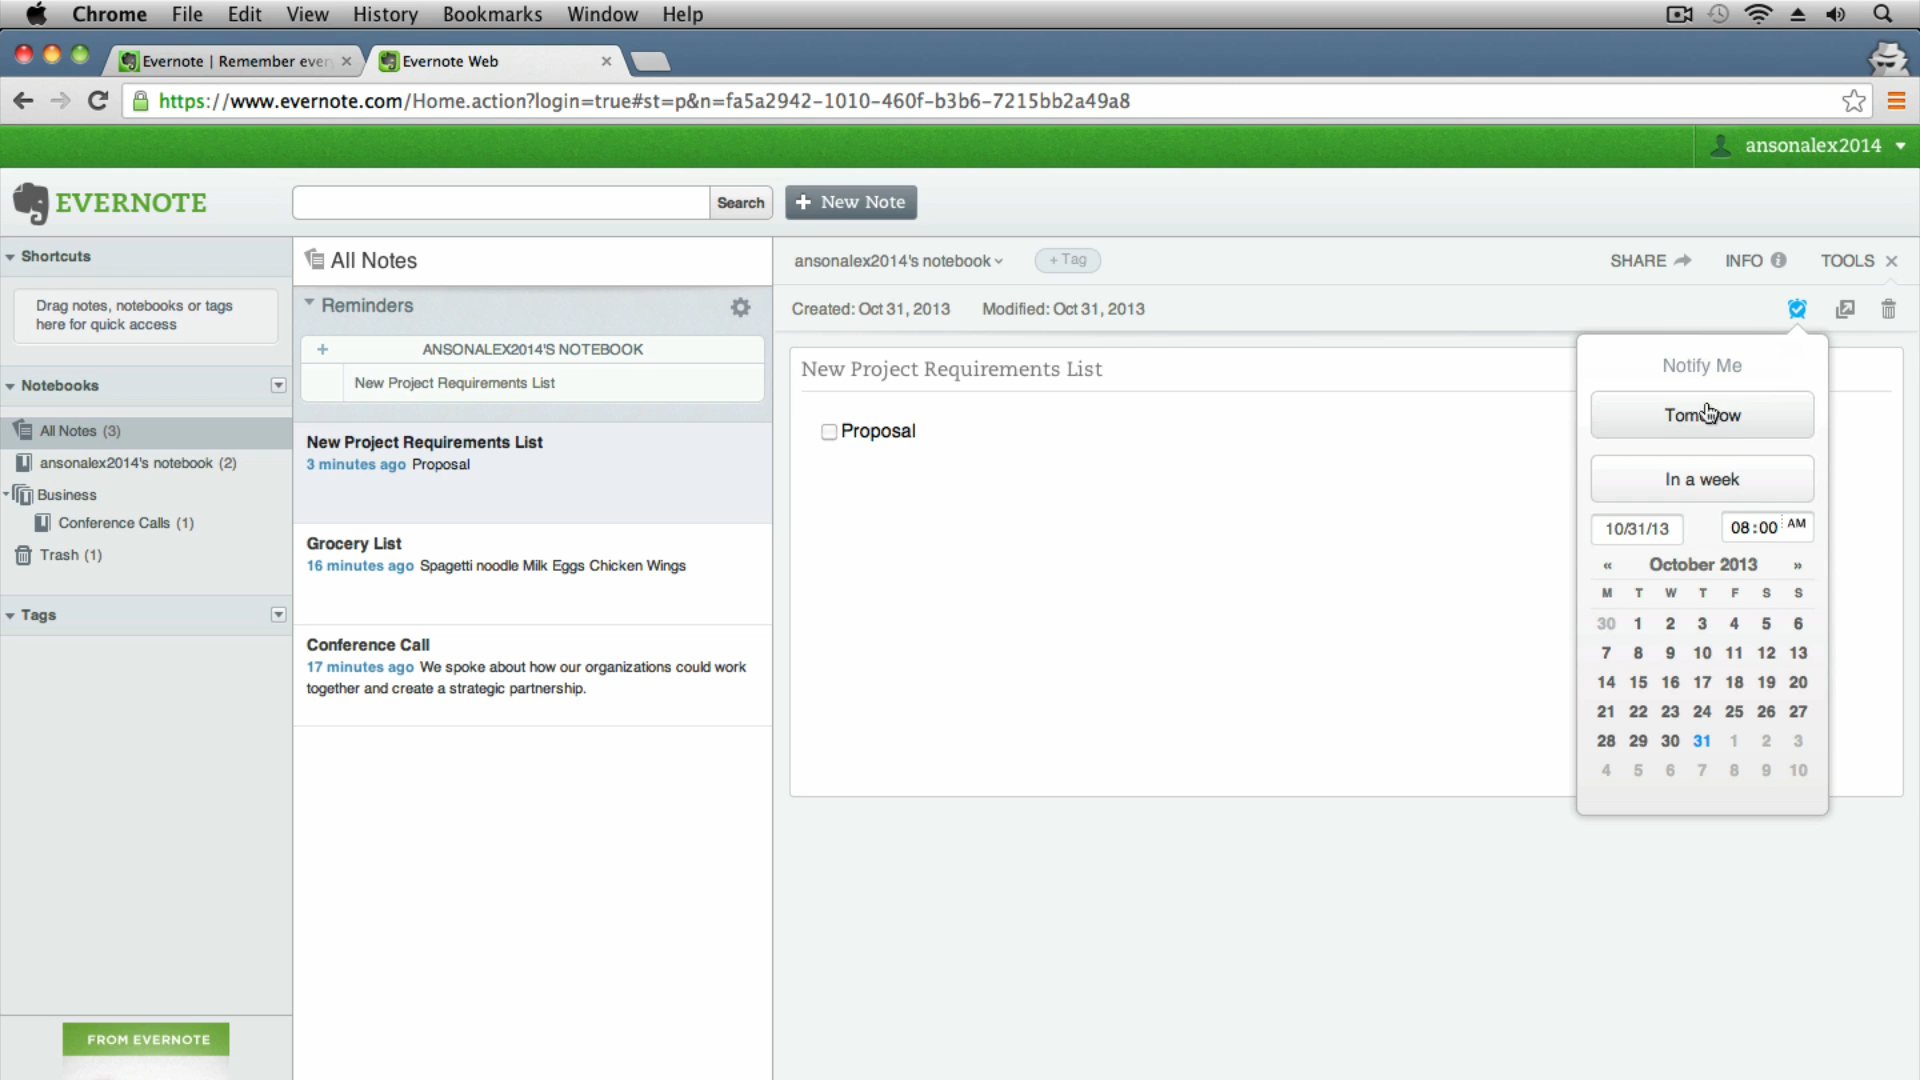 Chrome File Edit View History Bookmarks Window Help
Evernote | Remember ever
Evernote Web
https://www.evernote.com/Home.action?login=true#st=p&n=fa5a2942-1010-460f-b3b6-7215bb2a49a8
ansonalex2014
EVERNOTE
Search
+ New Note
Shortcuts
Drag notes, notebooks or tags
here for quick access
Notebooks
All Notes (3)
ansonalex2014's notebook (2)
Business
Conference Calls (1)
Trash (1)
Tags
FROM EVERNOTE
All Notes
Reminders
+ ANSONALEX2014'S NOTEBOOK
New Project Requirements List
New Project Requirements List
3 minutes ago Proposal
Grocery List
16 minutes ago Spagetti noodle Milk Eggs Chicken Wings
Conference Call
17 minutes ago We spoke about how our organizations could work
together and create a strategic partnership.
ansonalex2014's notebook
+ Tag
SHARE
INFO
TOOLS
Created: Oct 31, 2013 Modified: Oct 31, 2013
New Project Requirements List
Proposal
Notify Me
Tomorrow
In a week
10/31/13 08:00 AM
« October 2013 »
M T W T F S S
30 1 2 3 4 5 6
7 8 9 10 11 12 13
14 15 16 17 18 19 20
21 22 23 24 25 26 27
28 29 30 31 1 2 3
4 5 6 7 8 9 10